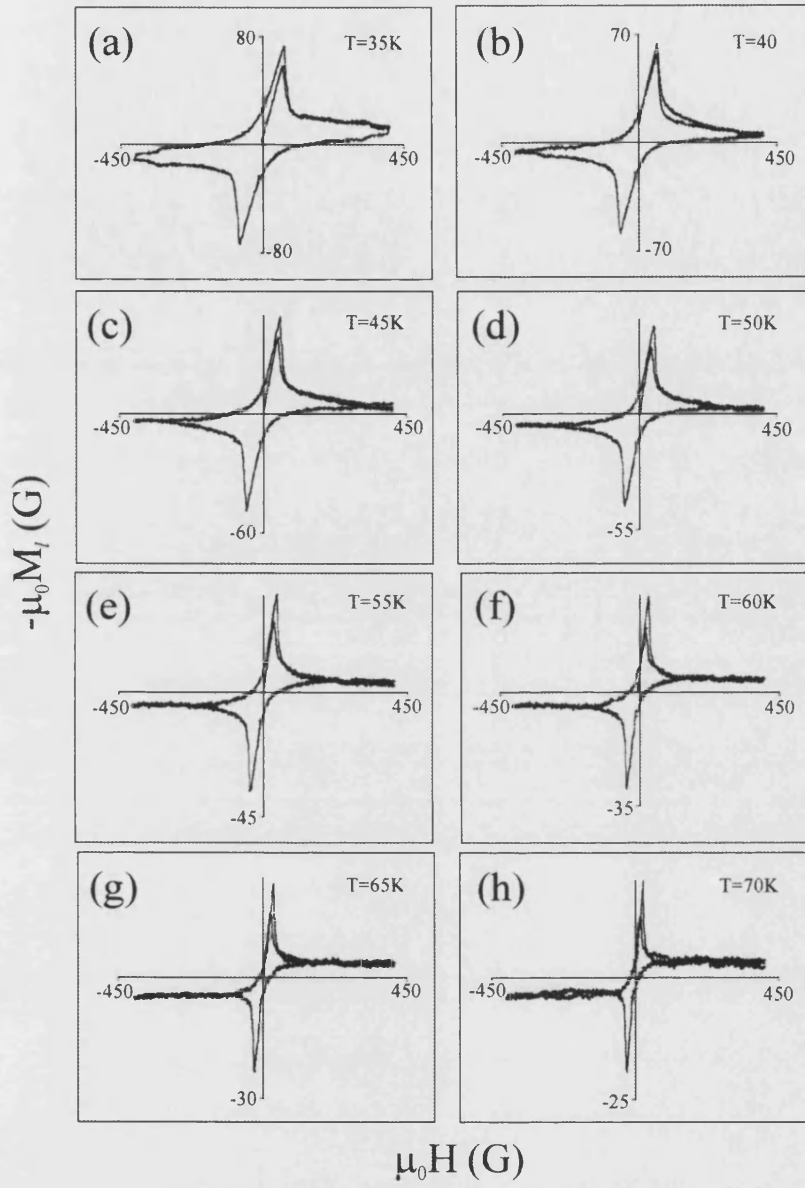 (a) 80 T=35K
-450 450
-80
(b) 70 T=40
-450 450
-70
(c) T=45K
-450 450
-60
(d) T=50K
-450 450
-55
(e) T=55K
-450 450
-45
(f) T=60K
-450 450
-35
(g) T=65K
-450 450
-30
(h) T=70K
-450 450
-25
-μ₀Mₗ (G)
μ₀H (G)